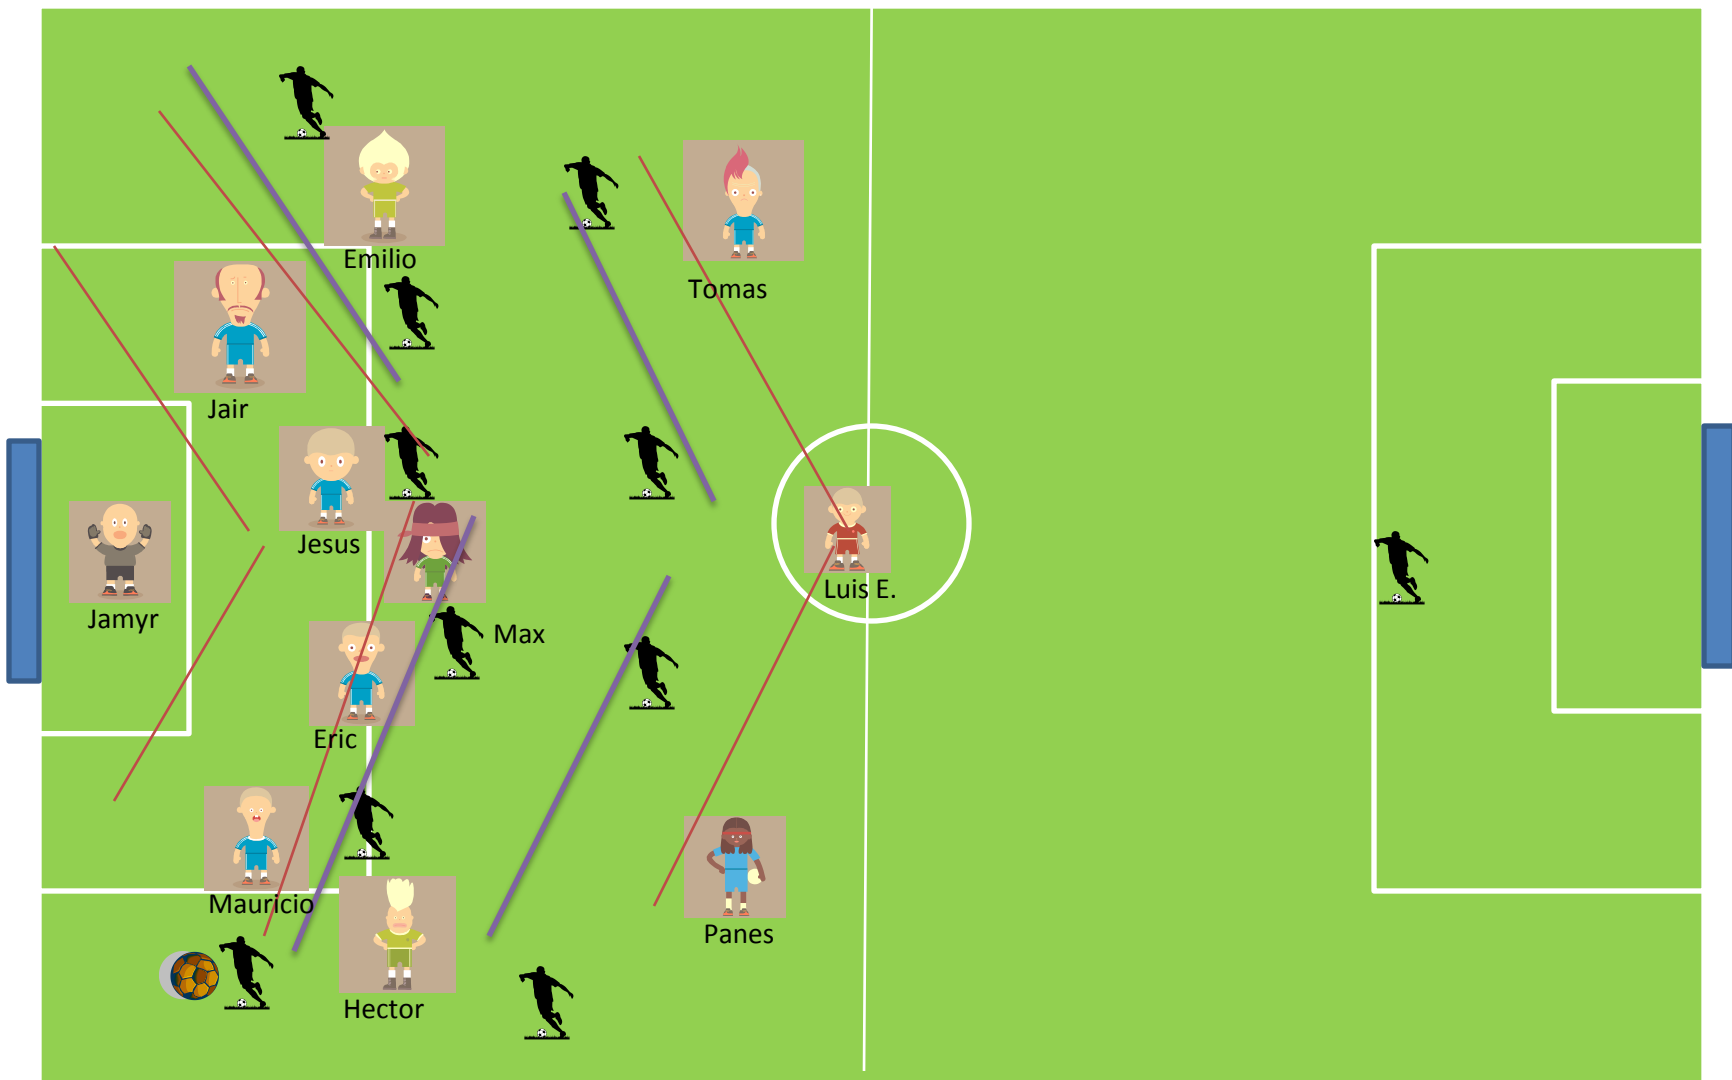 Emilio
Tomas
Jair
Jesus
Luis E.
Jamyr
Max
Eric
Mauricio
Panes
Hector